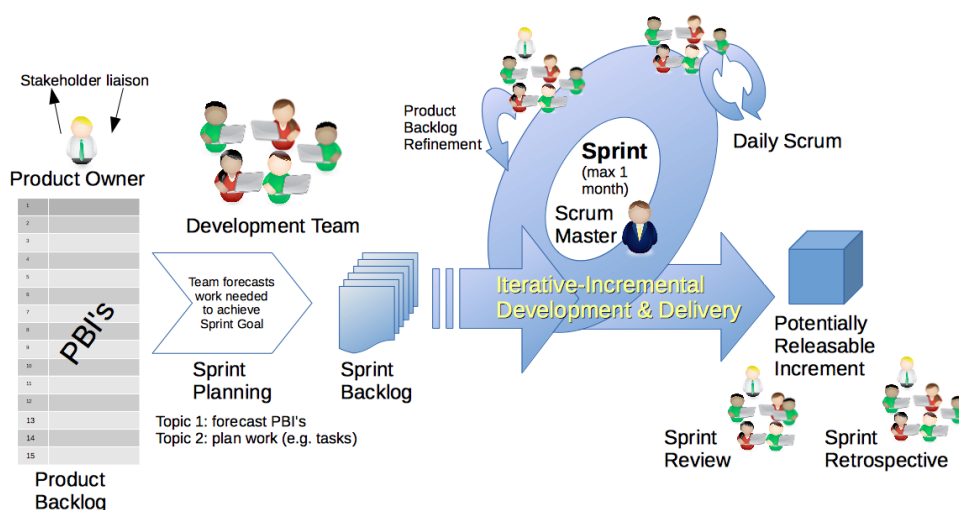 Stakeholder liaison
Product Owner
1
2
3
4
5
6
7
8
9
10
11
12
13
14
15
PBI's
Product
Backlog
Development Team
Team forecasts
work needed
to achieve
Sprint Goal
Sprint
Planning
Topic 1: forecast PBI's
Topic 2: plan work (e.g. tasks)
Sprint
Backlog
Product
Backlog
Refinement
Sprint
(max 1
month)
Scrum
Master
Daily Scrum
Iterative-Incremental
Development & Delivery
Potentially
Releasable
Increment
Sprint
Review
Sprint
Retrospective